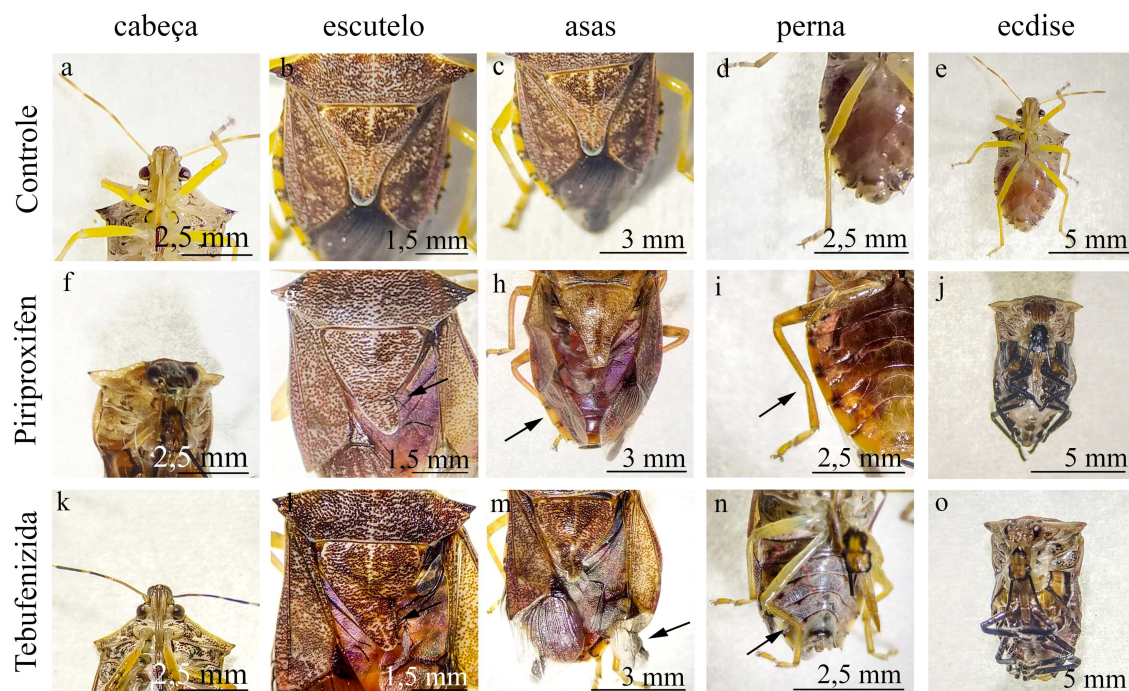 cabeça escutelo asas perna ecdise
Controle
a b c d e
2,5 mm 1,5 mm 3 mm 2,5 mm 5 mm
Piriproxifen
f g h i j
2,5 mm 1,5 mm 3 mm 2,5 mm 5 mm
Tebufenizida
k l m n o
2,5 mm 1,5 mm 3 mm 2,5 mm 5 mm